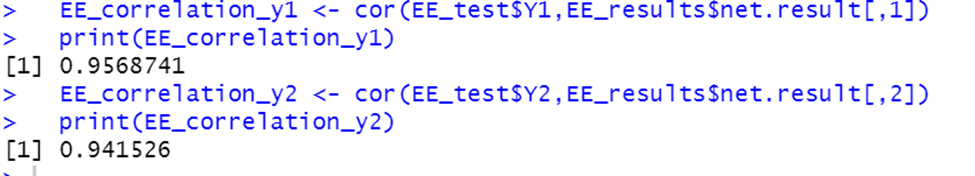 > EE_correlation_y1 <- cor(EE_test$Y1,EE_results$net.result[,1])
> print(EE_correlation_y1)
[1] 0.9568741
> EE_correlation_y2 <- cor(EE_test$Y2,EE_results$net.result[,2])
> print(EE_correlation_y2)
[1] 0.941526
>